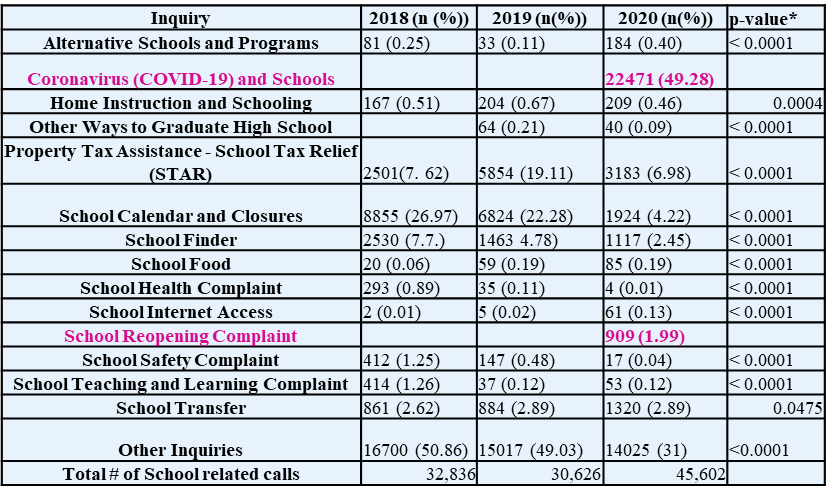 Inquiry 2018 (n (%)) 2019 (n(%)) 2020 (n(%)) p-value*
Alternative Schools and Programs 81 (0.25) 33 (0.11) 184 (0.40) < 0.0001
Coronavirus (COVID-19) and Schools 22471 (49.28)
Home Instruction and Schooling 167 (0.51) 204 (0.67) 209 (0.46) 0.0004
Other Ways to Graduate High School 64 (0.21) 40 (0.09) < 0.0001
Property Tax Assistance - School Tax Relief
(STAR) 2501(7. 62) 5854 (19.11) 3183 (6.98) < 0.0001
School Calendar and Closures 8855 (26.97) 6824 (22.28) 1924 (4.22) < 0.0001
School Finder 2530 (7.7.) 1463 4.78) 1117 (2.45) < 0.0001
School Food 20 (0.06) 59 (0.19) 85 (0.19) < 0.0001
School Health Complaint 293 (0.89) 35 (0.11) 4 (0.01) < 0.0001
School Internet Access 2 (0.01) 5 (0.02) 61 (0.13) < 0.0001
School Reopening Complaint 909 (1.99)
School Safety Complaint 412 (1.25) 147 (0.48) 17 (0.04) < 0.0001
School Teaching and Learning Complaint 414 (1.26) 37 (0.12) 53 (0.12) < 0.0001
School Transfer 861 (2.62) 884 (2.89) 1320 (2.89) 0.0475
Other Inquiries 16700 (50.86) 15017 (49.03) 14025 (31) <0.0001
Total # of School related calls 32,836 30,626 45,602